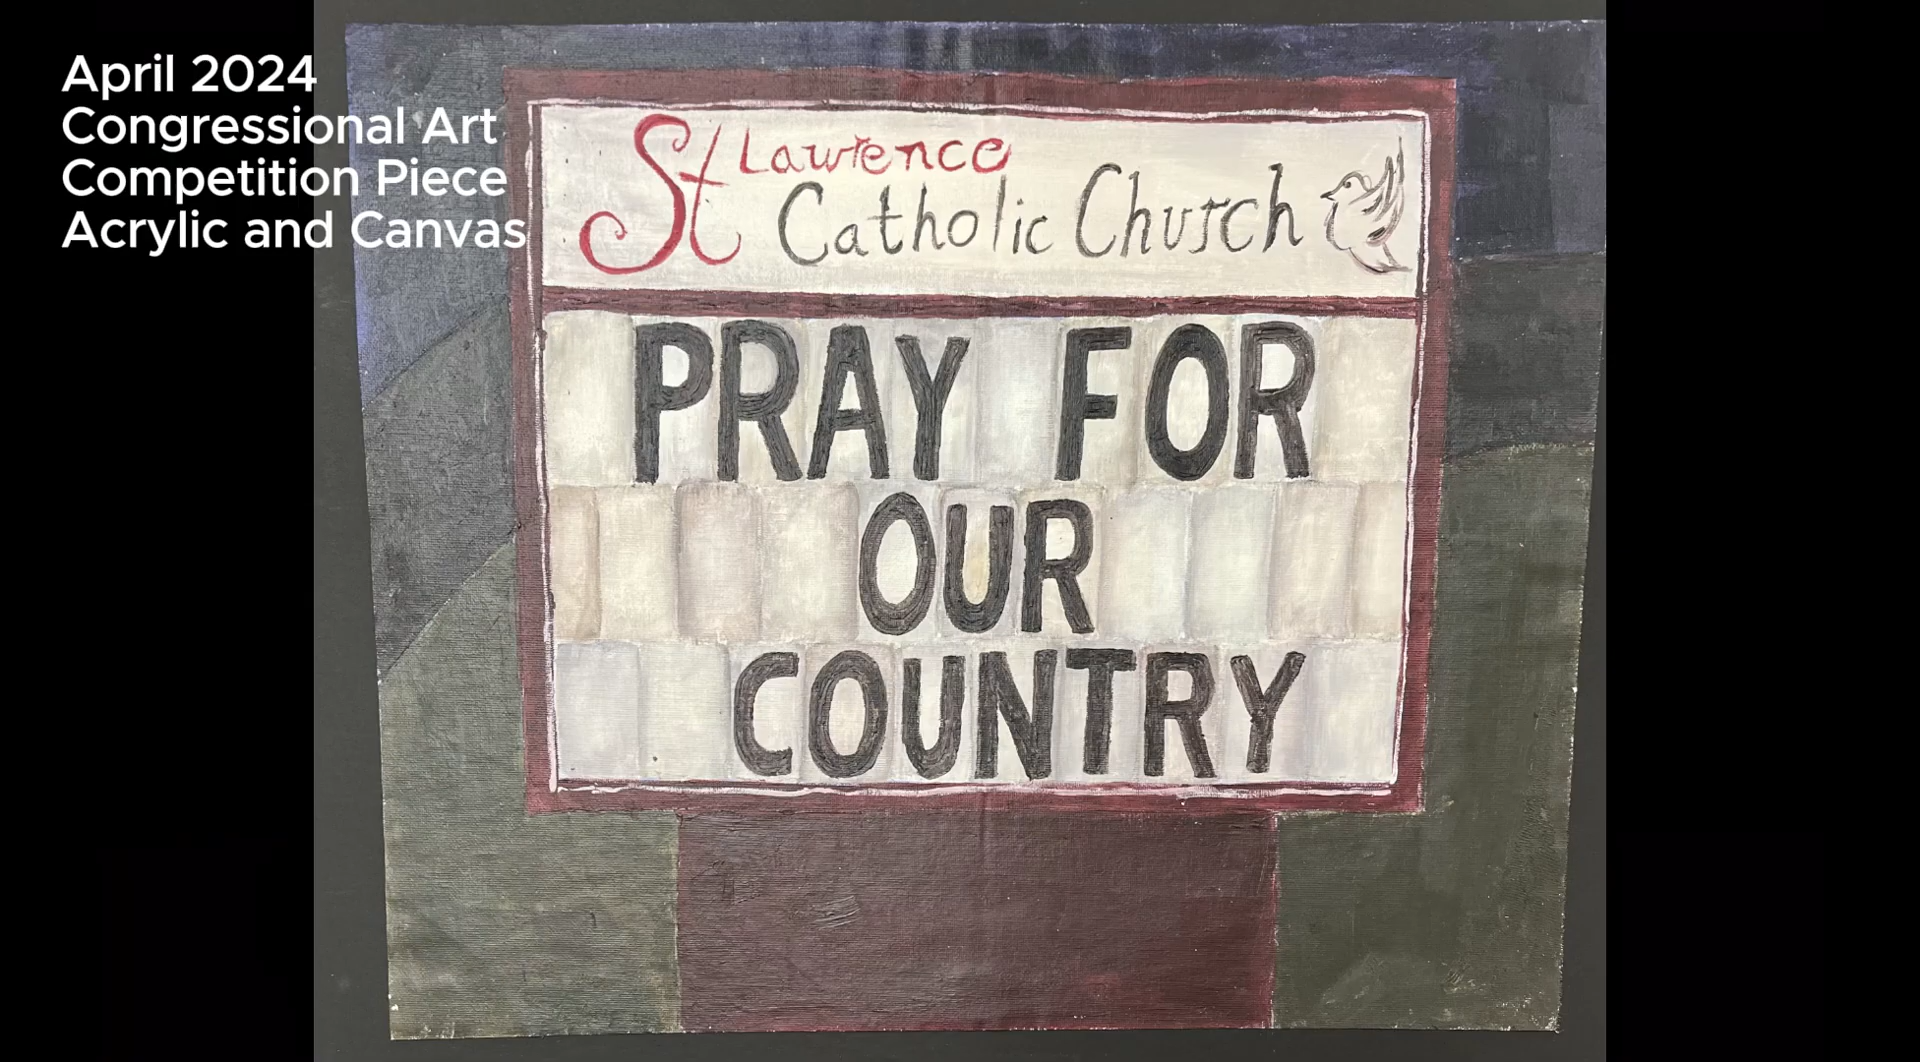 April 2024
Congressional Art
Competition Piece
Acrylic and Canvas
St Lawrence
Catholic Church
PRAY FOR
OUR
COUNTRY